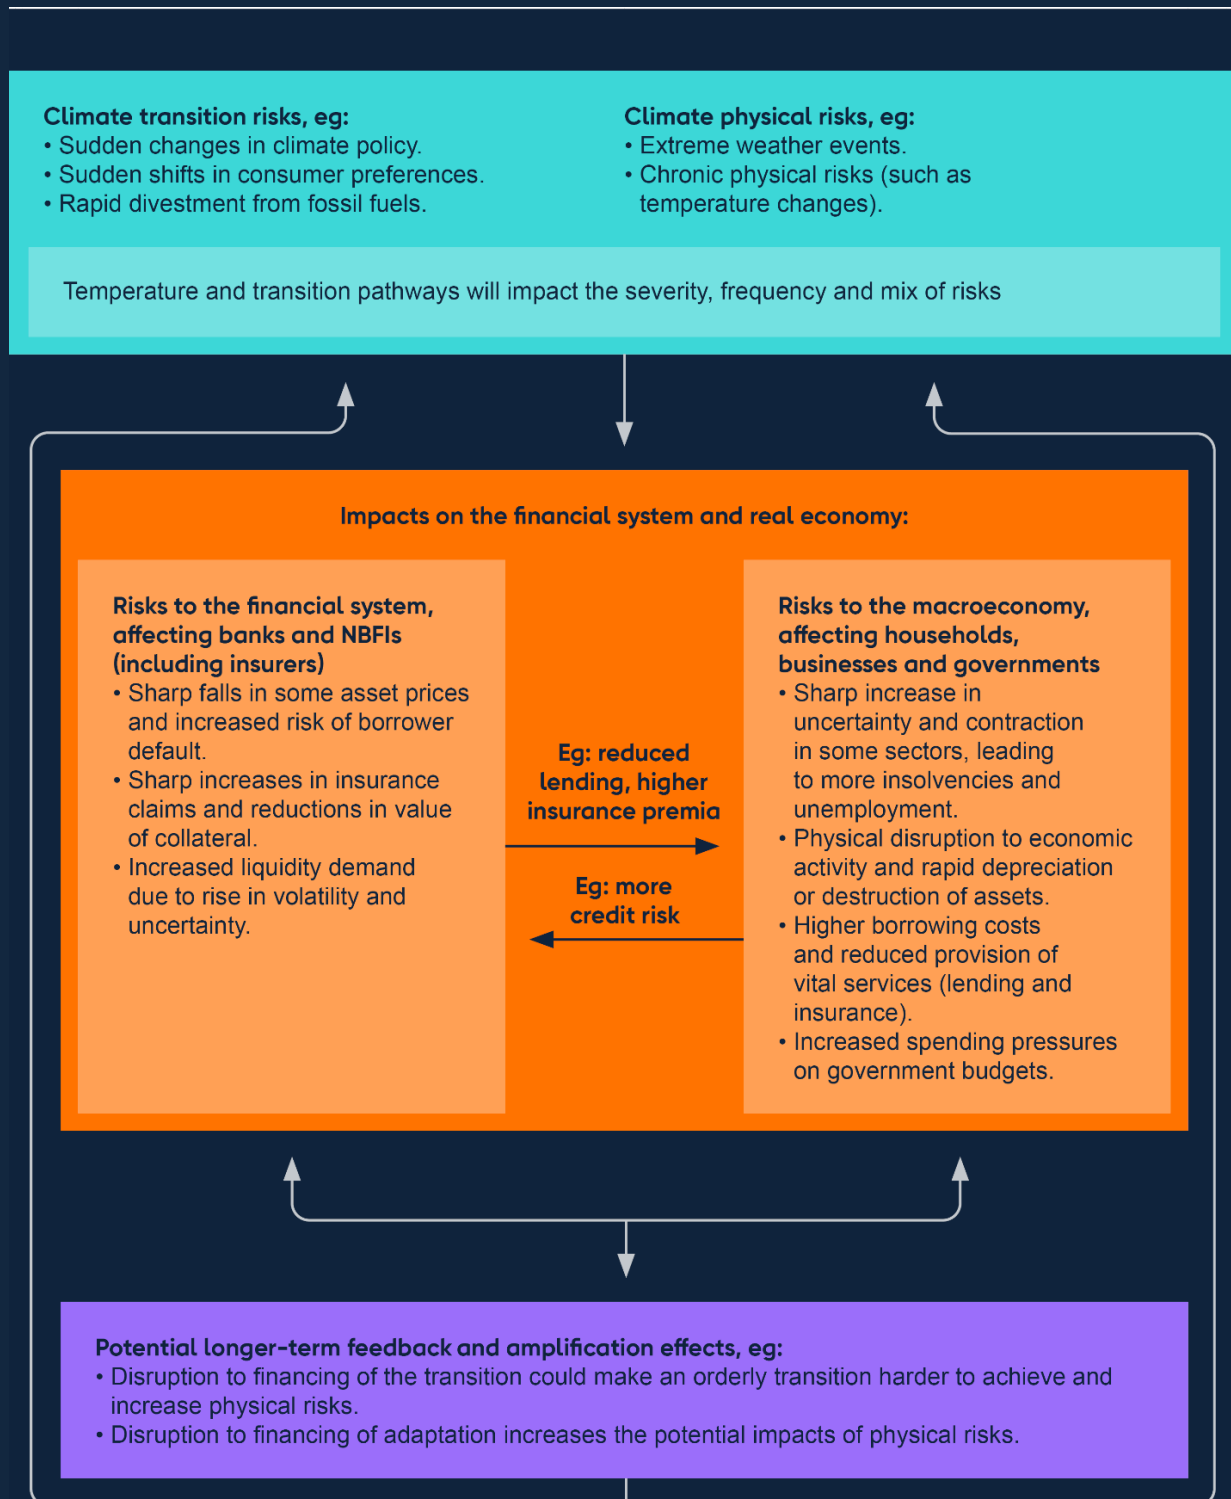 Climate transition risks, eg:
• Sudden changes in climate policy.
• Sudden shifts in consumer preferences.
• Rapid divestment from fossil fuels.
Climate physical risks, eg:
• Extreme weather events.
• Chronic physical risks (such as
temperature changes).
Temperature and transition pathways will impact the severity, frequency and mix of risks
Impacts on the financial system and real economy:
Risks to the financial system,
affecting banks and NBFIs
(including insurers)
• Sharp falls in some asset prices
and increased risk of borrower
default.
• Sharp increases in insurance
claims and reductions in value
of collateral.
• Increased liquidity demand
due to rise in volatility and
uncertainty.
Eg: reduced
lending, higher
insurance premia
Eg: more
credit risk
Risks to the macroeconomy,
affecting households,
businesses and governments
• Sharp increase in
uncertainty and contraction
in some sectors, leading
to more insolvencies and
unemployment.
• Physical disruption to economic
activity and rapid depreciation
or destruction of assets.
• Higher borrowing costs
and reduced provision of
vital services (lending and
insurance).
• Increased spending pressures
on government budgets.
Potential longer-term feedback and amplification effects, eg:
• Disruption to financing of the transition could make an orderly transition harder to achieve and
increase physical risks.
• Disruption to financing of adaptation increases the potential impacts of physical risks.